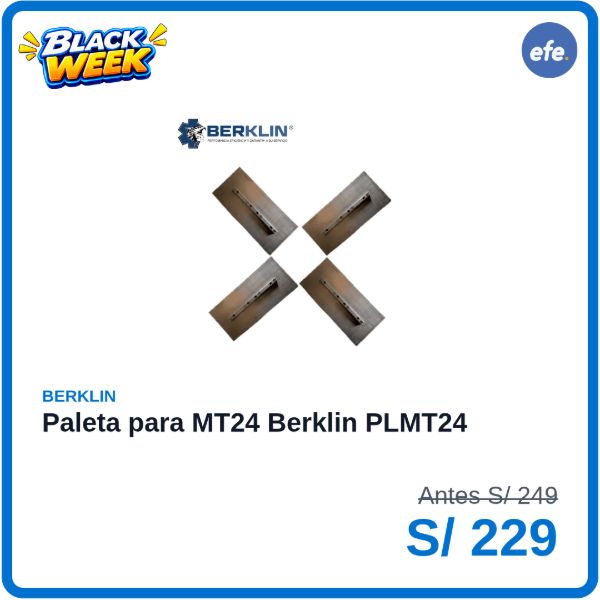 BLACK
WEEK
efe.
BERKLIN®
BERKLIN
Paleta para MT24 Berklin PLMT24
Antes S/ 249
S/ 229